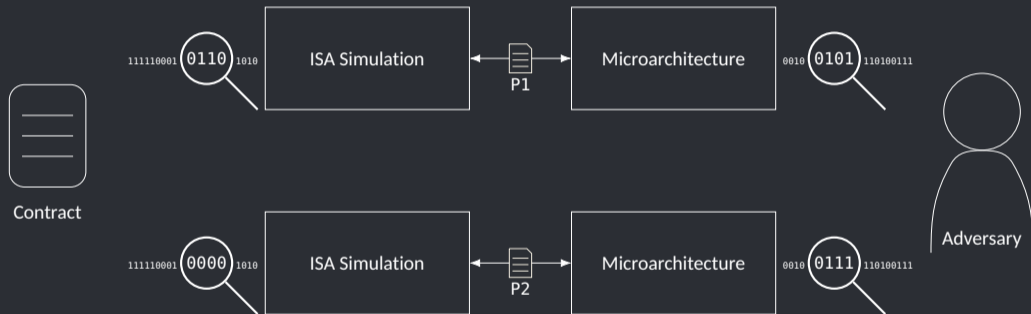 111110001 0110 1010
ISA Simulation
P1
Microarchitecture
0010 0101 110100111
Contract
Adversary
111110001 0000 1010
ISA Simulation
P2
Microarchitecture
0010 0111 110100111